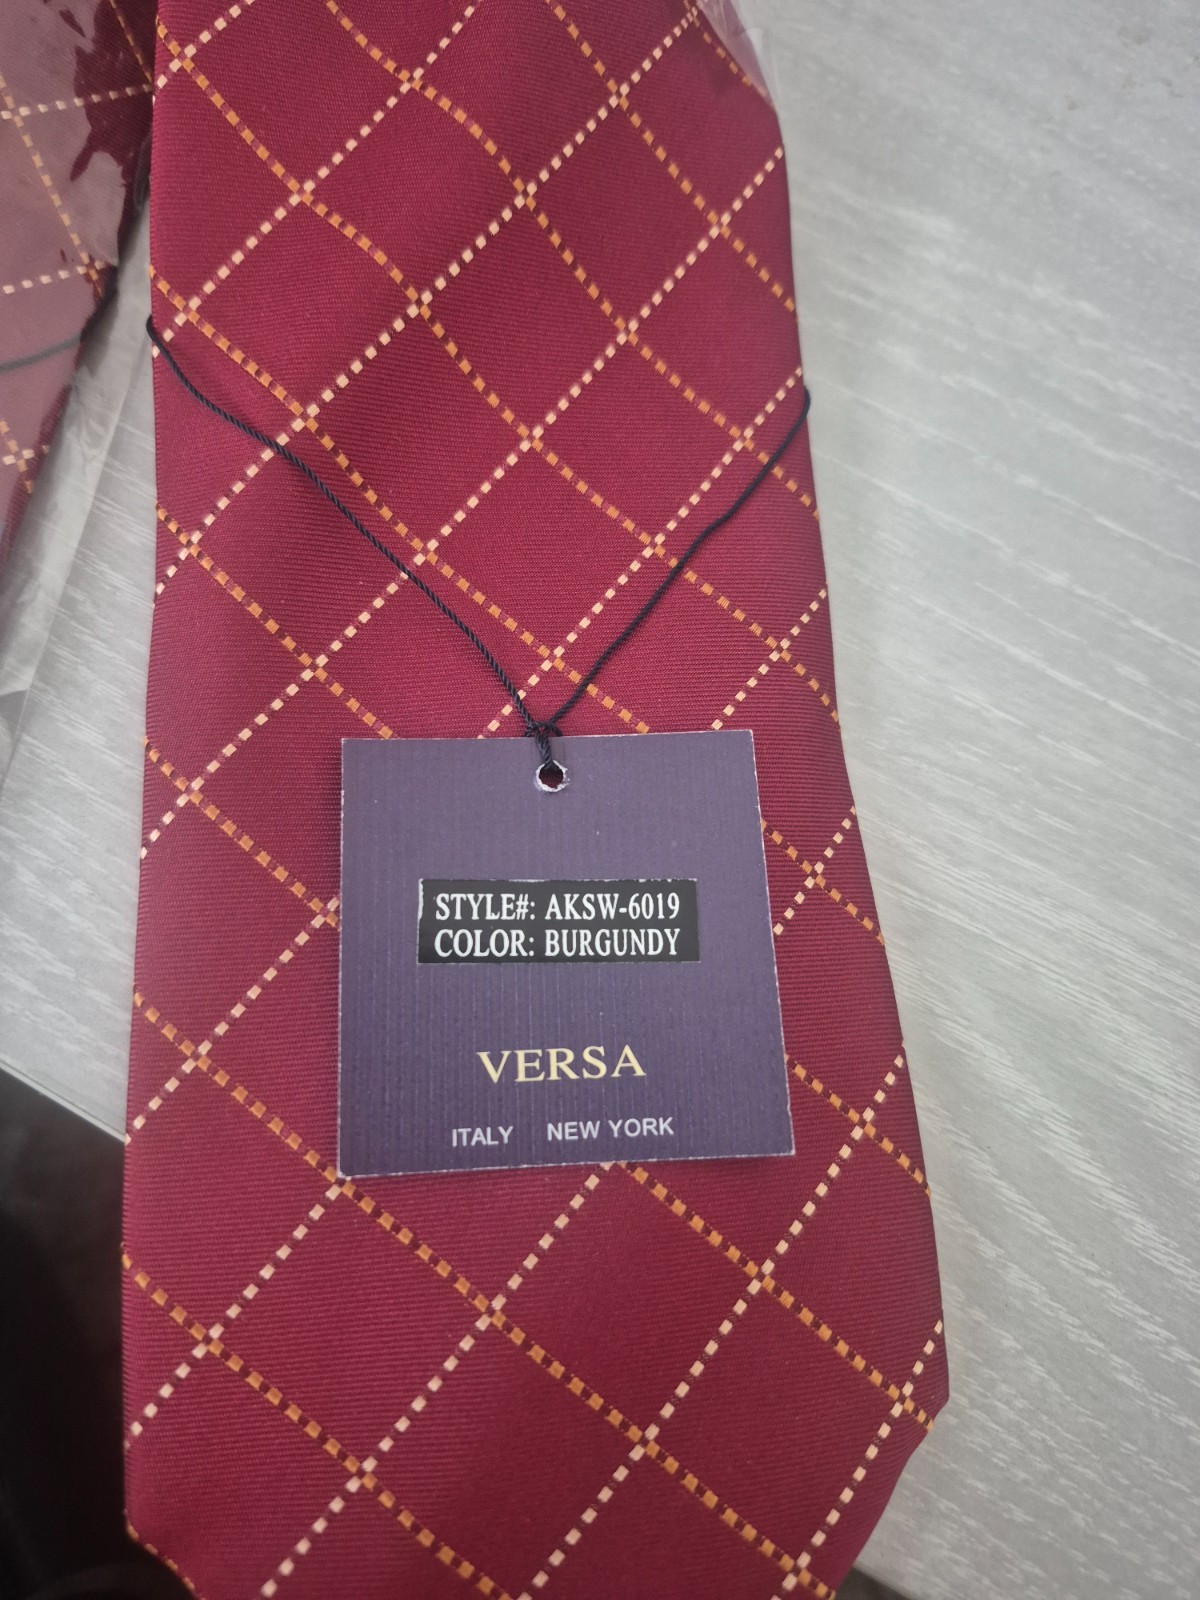 STYLE#: AKSW-6019
COLOR: BURGUNDY
VERSA
ITALY NEW YORK